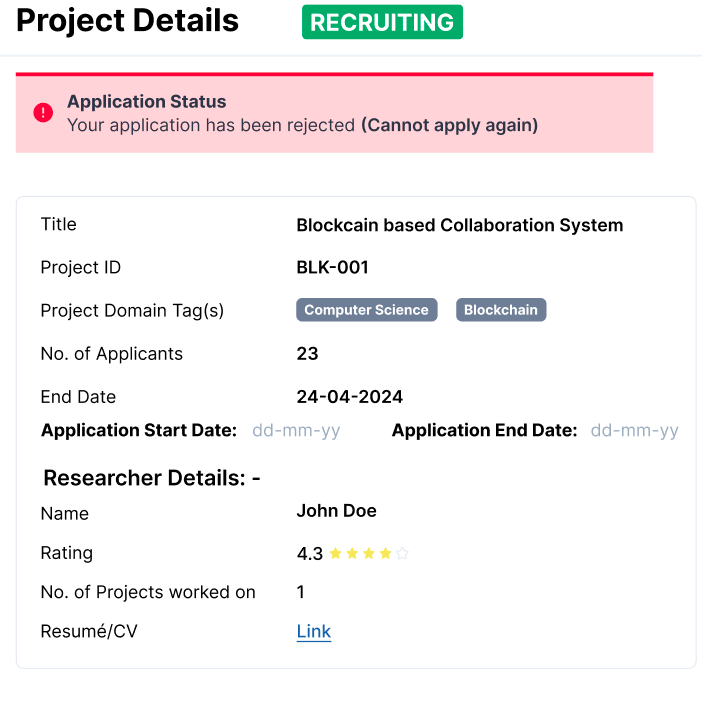 Project Details RECRUITING
Application Status
Your application has been rejected (Cannot apply again)
Title Blockcain based Collaboration System
Project ID BLK-001
Project Domain Tag(s) Computer Science Blockchain
No. of Applicants 23
End Date 24-04-2024
Application Start Date: dd-mm-yy Application End Date: dd-mm-yy
Researcher Details: -
Name John Doe
Rating 4.3
No. of Projects worked on 1
Resumé/CV Link